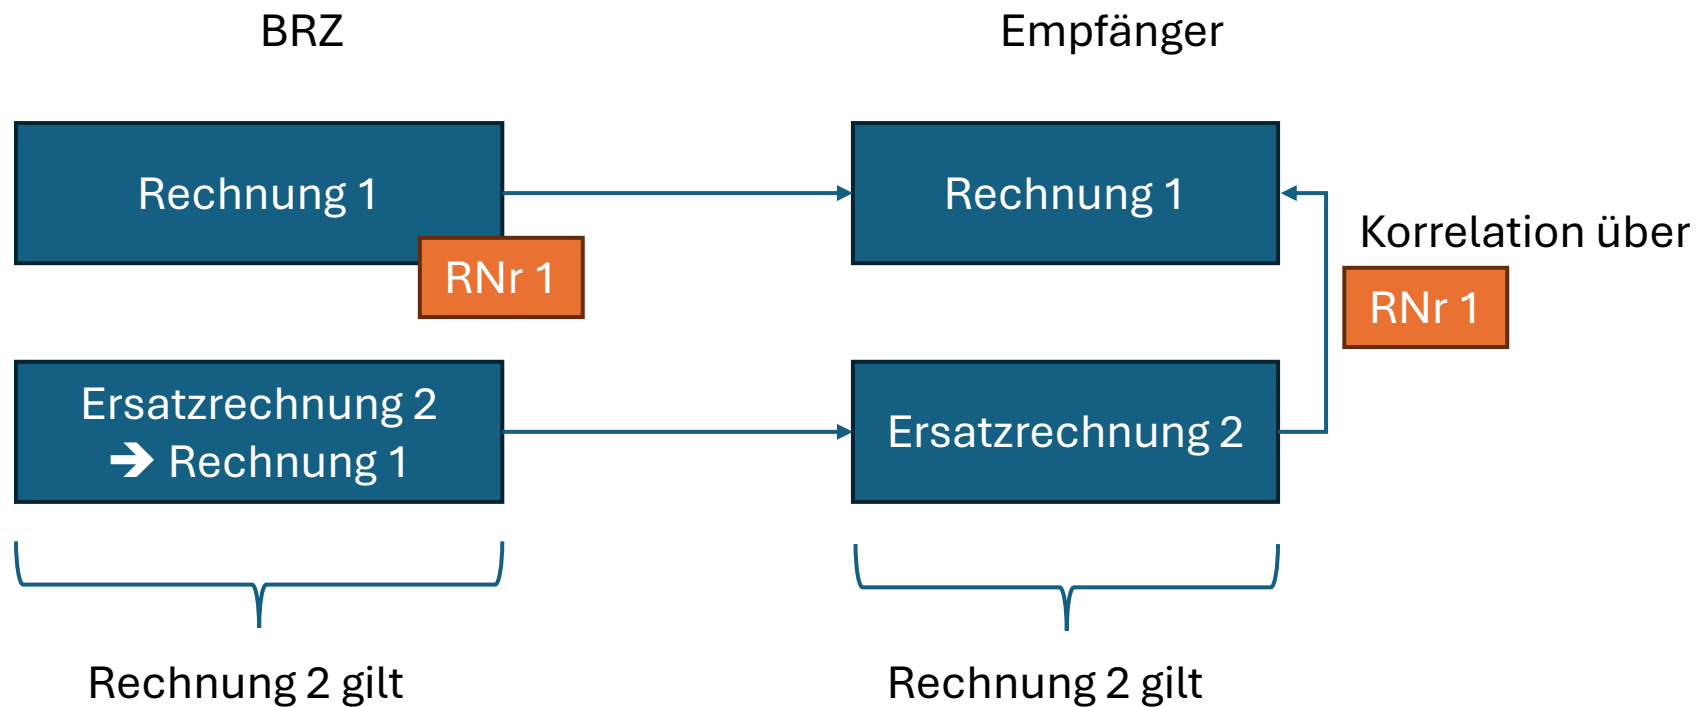 BRZ
Empfänger
Rechnung 1
Rechnung 1
Korrelation über
RNr 1
RNr 1
Ersatzrechnung 2
➔ Rechnung 1
Ersatzrechnung 2
Rechnung 2 gilt
Rechnung 2 gilt